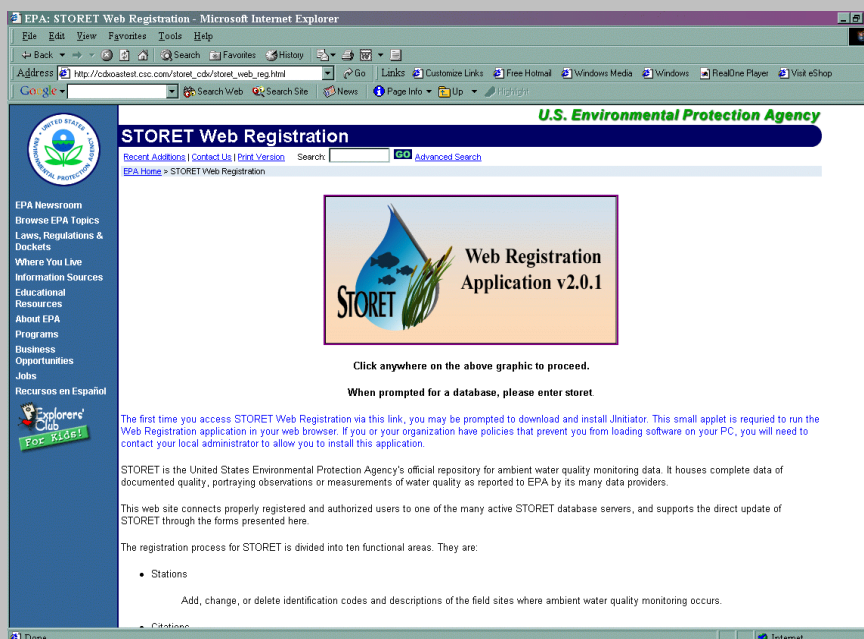 EPA: STORET Web Registration - Microsoft Internet Explorer
File Edit View Favorites Tools Help
Back Search Favorites History
Address http://cdxoastest.csc.com/storet_cdx/storet_web_reg.html Go Links Customize Links Free Hotmail Windows Media Windows RealOne Player Visit eShop
Google Search Web Search Site News Page Info Up Highlight
U.S. Environmental Protection Agency
UNITED STATES ENVIRONMENTAL PROTECTION AGENCY
STORET Web Registration
Recent Additions | Contact Us | Print Version Search: GO Advanced Search
EPA Home > STORET Web Registration
EPA Newsroom
Browse EPA Topics
Laws, Regulations &
Dockets
Where You Live
Information Sources
Educational
Resources
About EPA
Programs
Business
Opportunities
Jobs
Recursos en Español
Explorers'
Club
For Kids!
STORET
Web Registration
Application v2.0.1
Click anywhere on the above graphic to proceed.
When prompted for a database, please enter storet.
The first time you access STORET Web Registration via this link, you may be prompted to download and install JInitiator. This small applet is requried to run the
Web Registration application in your web browser. If you or your organization have policies that prevent you from loading software on your PC, you will need to
contact your local administrator to allow you to install this application.
STORET is the United States Environmental Protection Agency's official repository for ambient water quality monitoring data. It houses complete data of
documented quality, portraying observations or measurements of water quality as reported to EPA by its many data providers.
This web site connects properly registered and authorized users to one of the many active STORET database servers, and supports the direct update of
STORET through the forms presented here.
The registration process for STORET is divided into ten functional areas. They are:
• Stations
Add, change, or delete identification codes and descriptions of the field sites where ambient water quality monitoring occurs.
• Citations
Done Internet